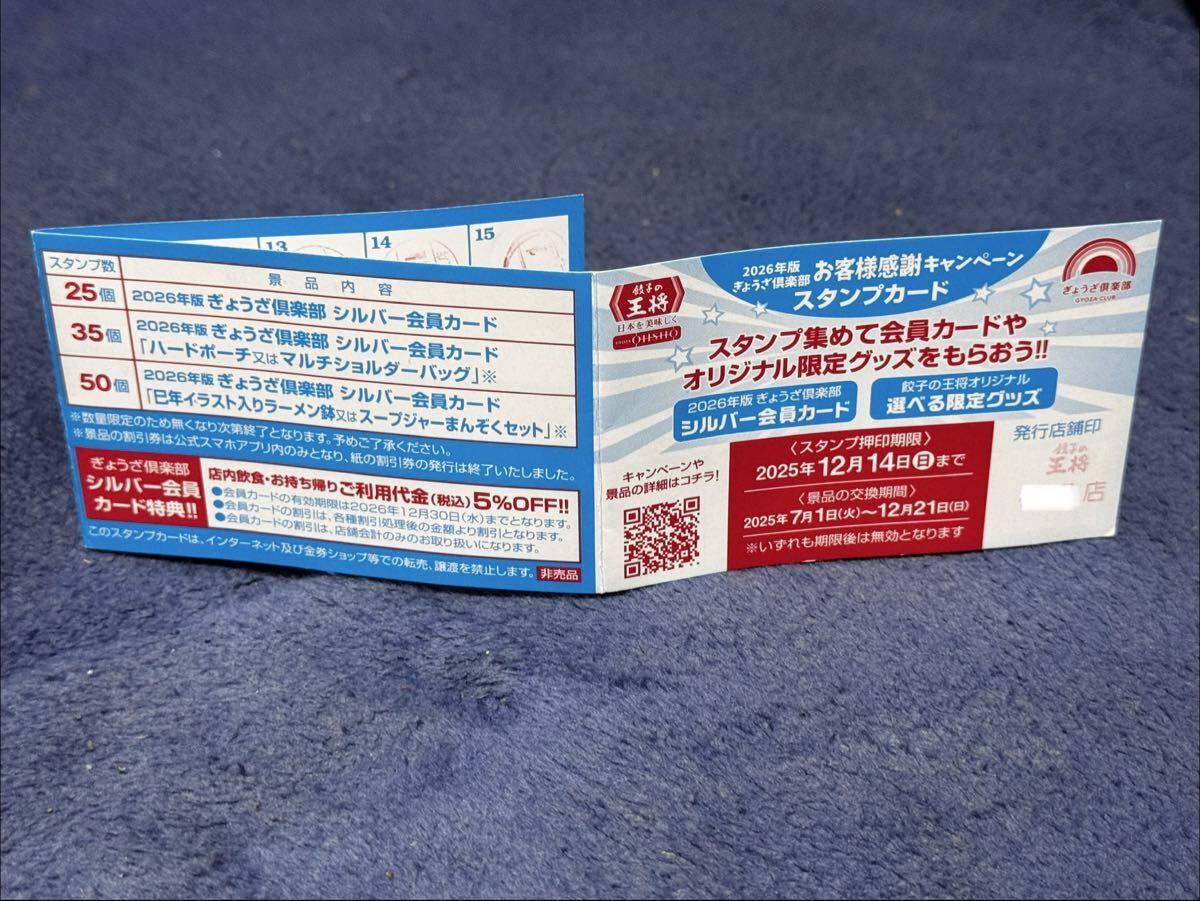 13
14
15
スタンプ数
景品内容
25個
2026年版 ぎょうざ倶楽部 シルバー会員カード
35個
2026年版 ぎょうざ倶楽部 シルバー会員カード
「ハードポーチ又はマルチショルダーバッグ」※
50個
2026年版 ぎょうざ倶楽部 シルバー会員カード
「巳年イラスト入りラーメン鉢又はスープジャーまんぞくセット」※
※数量限定のため無くなり次第終了となります。予めご了承ください。
※景品の割引券は公式スマホアプリ内のみとなり、紙の割引券の発行は終了いたしました。
ぎょうざ倶楽部
シルバー会員
カード特典!!
店内飲食・お持ち帰りご利用代金(税込)5%OFF!!
●会員カードの有効期限は2026年12月30日(水)までとなります。
●会員カードの割引は、各種割引処理後の金額より割引となります。
●会員カードの割引は、店舗会計のみのお取り扱いになります。
このスタンプカードは、インターネット及び金券ショップ等での転売、譲渡を禁止します。
非売品
餃子の
王将
日本を美味しく
GYOZA OHSHO
2026年版
ぎょうざ倶楽部
お客様感謝キャンペーン
スタンプカード
ぎょうざ倶楽部
GYOZA CLUB
スタンプ集めて会員カードや
オリジナル限定グッズをもらおう!!
2026年版 ぎょうざ倶楽部
シルバー会員カード
餃子の王将オリジナル
選べる限定グッズ
キャンペーンや
景品の詳細はコチラ!
〈スタンプ押印期限〉
2025年12月14日(日)まで
〈景品の交換期間〉
2025年7月1日(火)〜12月21日(日)
※いずれも期限後は無効となります
発行店舗印
餃子の
王将
店